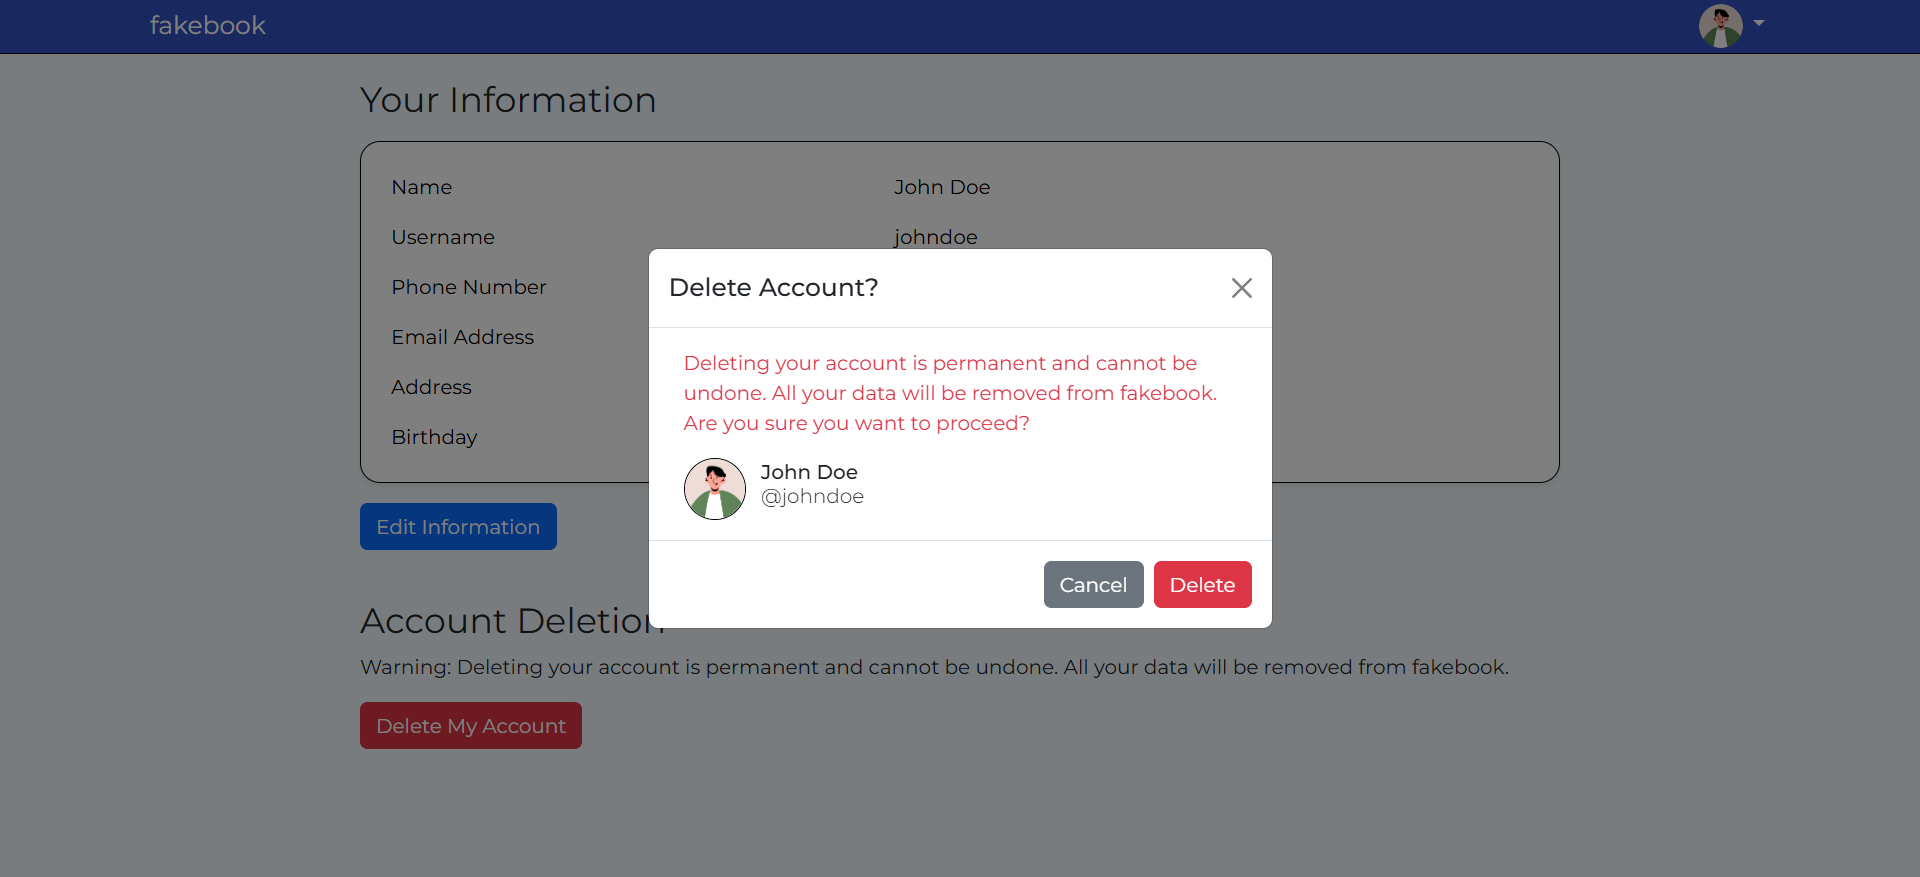 fakebook
Your Information
Name John Doe
Username johndoe
Phone Number
Email Address
Address
Birthday
Edit Information
Delete Account?
Deleting your account is permanent and cannot be
undone. All your data will be removed from fakebook.
Are you sure you want to proceed?
John Doe
@johndoe
Cancel Delete
Account Deletion
Warning: Deleting your account is permanent and cannot be undone. All your data will be removed from fakebook.
Delete My Account